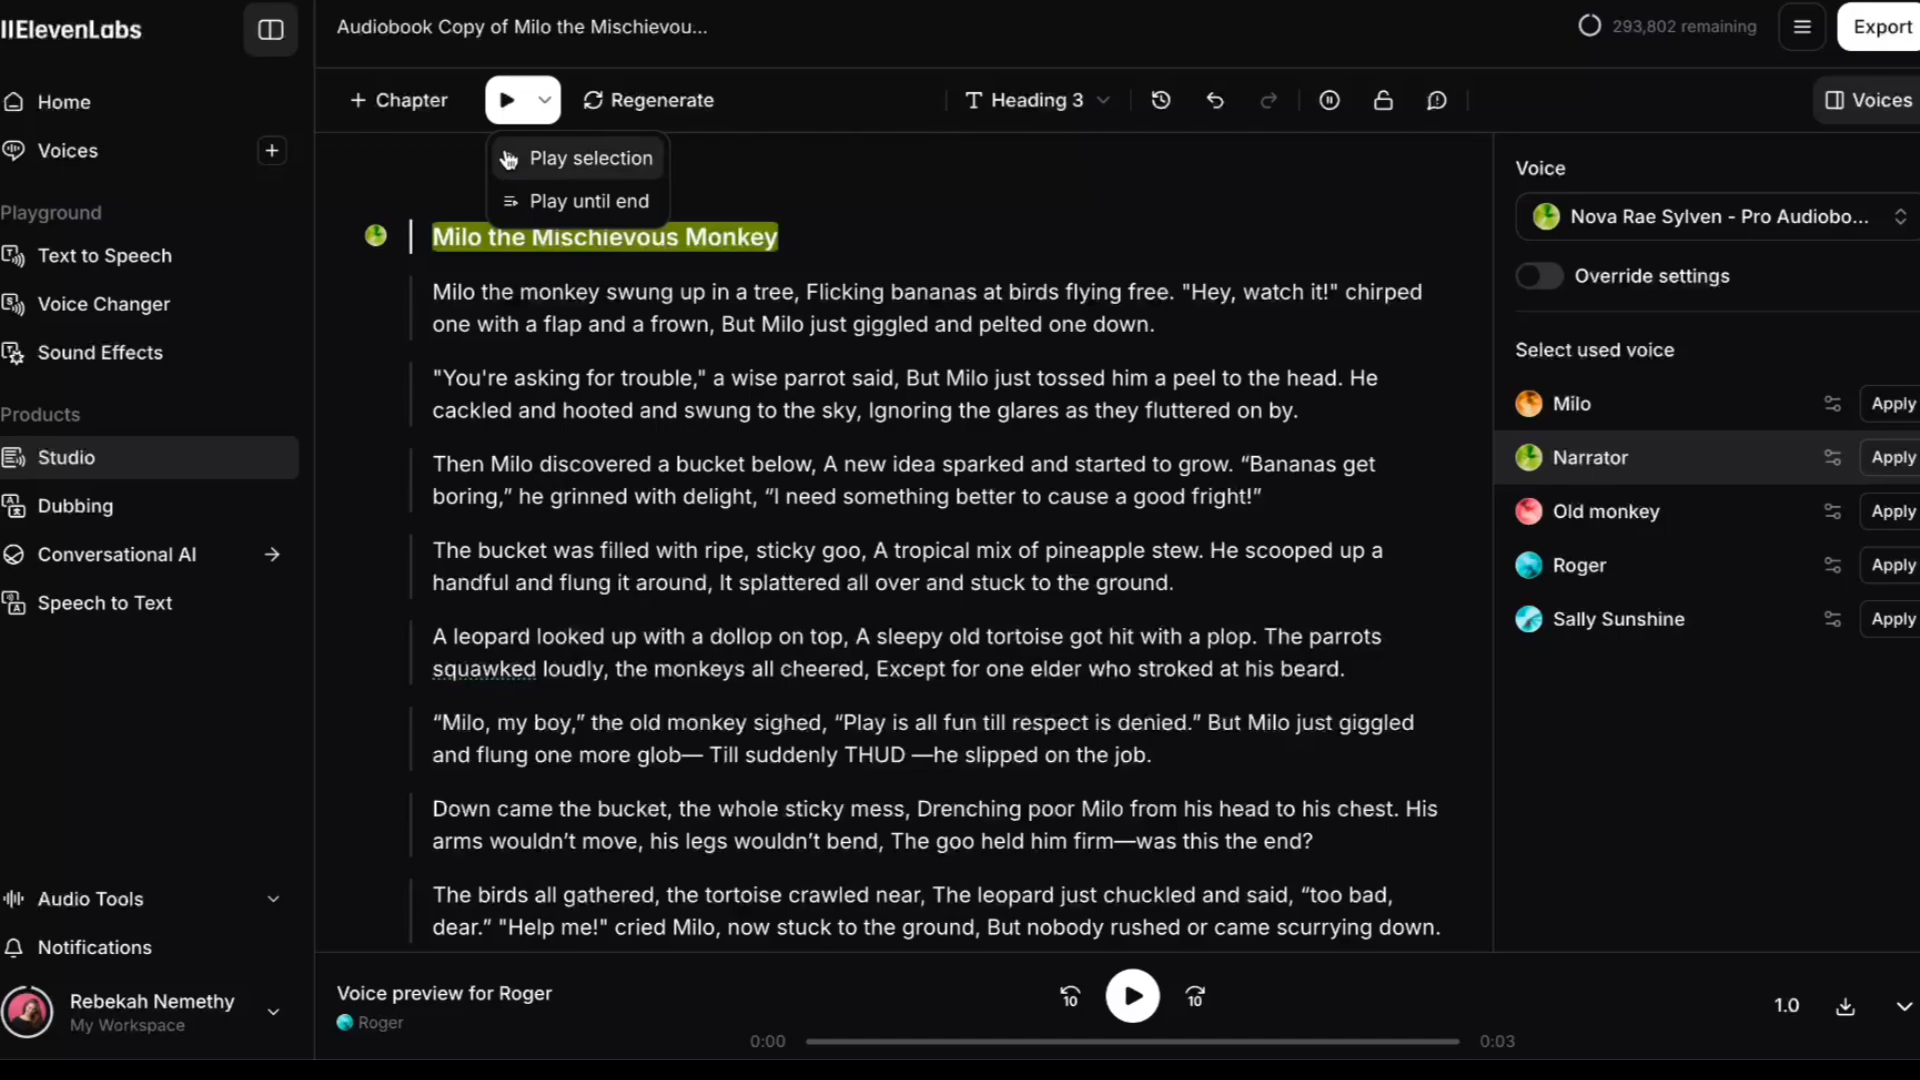 IIElevenLabs
Audiobook Copy of Milo the Mischievou...
293,802 remaining
Export
Home
Voices
Playground
Text to Speech
Voice Changer
Sound Effects
Products
Studio
Dubbing
Conversational AI
Speech to Text
Audio Tools
Notifications
Rebekah Nemethy
My Workspace
+ Chapter
Regenerate
Heading 3
Voices
Play selection
Play until end
Milo the Mischievous Monkey
Milo the monkey swung up in a tree, Flicking bananas at birds flying free. "Hey, watch it!" chirped
one with a flap and a frown, But Milo just giggled and pelted one down.
"You're asking for trouble," a wise parrot said, But Milo just tossed him a peel to the head. He
cackled and hooted and swung to the sky, Ignoring the glares as they fluttered on by.
Then Milo discovered a bucket below, A new idea sparked and started to grow. “Bananas get
boring,” he grinned with delight, “I need something better to cause a good fright!”
The bucket was filled with ripe, sticky goo, A tropical mix of pineapple stew. He scooped up a
handful and flung it around, It splattered all over and stuck to the ground.
A leopard looked up with a dollop on top, A sleepy old tortoise got hit with a plop. The parrots
squawked loudly, the monkeys all cheered, Except for one elder who stroked at his beard.
“Milo, my boy,” the old monkey sighed, “Play is all fun till respect is denied.” But Milo just giggled
and flung one more glob— Till suddenly THUD —he slipped on the job.
Down came the bucket, the whole sticky mess, Drenching poor Milo from his head to his chest. His
arms wouldn’t move, his legs wouldn’t bend, The goo held him firm—was this the end?
The birds all gathered, the tortoise crawled near, The leopard just chuckled and said, “too bad,
dear.” "Help me!" cried Milo, now stuck to the ground, But nobody rushed or came scurrying down.
Voice
Nova Rae Sylven - Pro Audiobo...
Override settings
Select used voice
Milo Apply
Narrator Apply
Old monkey Apply
Roger Apply
Sally Sunshine Apply
Voice preview for Roger
Roger
10
10
0:00
0:03
1.0